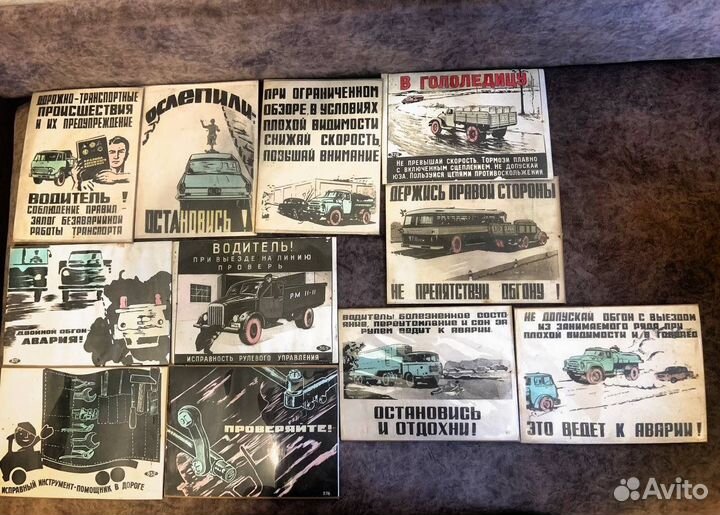 ДОРОЖНО-ТРАНСПОРТНЫЕ
ПРОИСШЕСТВИЯ
И ИХ ПРЕДУПРЕЖДЕНИЕ
ВОДИТЕЛЬ!
СОБЛЮДЕНИЕ ПРАВИЛ-
ЗАЛОГ БЕЗАВАРИЙНОЙ
РАБОТЫ ТРАНСПОРТА
ОСЛЕПИЛИ-
ОСТАНОВИСЬ!
ПРИ ОГРАНИЧЕННОМ
ОБЗОРЕ, В УСЛОВИЯХ
ПЛОХОЙ ВИДИМОСТИ
СНИЖАЙ СКОРОСТЬ,
ПОВЫШАЙ ВНИМАНИЕ
В ГОЛОЛЕДИЦУ
НЕ ПРЕВЫШАЙ СКОРОСТЬ. ТОРМОЗИ ПЛАВНО
С ВКЛЮЧЕННЫМ СЦЕПЛЕНИЕМ. НЕ ДОПУСКАЙ
ЮЗА. ПОЛЬЗУЙСЯ ЦЕПЯМИ ПРОТИВОСКОЛЬЖЕНИЯ
ДЕРЖИСЬ ПРАВОЙ СТОРОНЫ
НЕ ПРЕПЯТСТВУЙ ОБГОНУ!
ДВОЙНОЙ ОБГОН
АВАРИЯ!
ВОДИТЕЛЬ!
ПРИ ВЫЕЗДЕ НА ЛИНИЮ
ПРОВЕРЬ
РМ 11-11
ИСПРАВНОСТЬ РУЛЕВОГО УПРАВЛЕНИЯ
ВОДИТЕЛЬ! БОЛЕЗНЕННОЕ СОСТО
ЯНИЕ, ПЕРЕУТОМЛЕНИЕ И СОН ЗА
РУЛЕМ ВЕДЕТ К АВАРИИ.
ОСТАНОВИСЬ
И ОТДОХНИ!
НЕ ДОПУСКАЙ ОБГОН С ВЫЕЗДОМ
ИЗ ЗАНИМАЕМОГО РЯДА ПРИ
ПЛОХОЙ ВИДИМОСТИ И В ГОЛОЛЕД
ЭТО ВЕДЕТ К АВАРИИ!
ИСПРАВНЫЙ ИНСТРУМЕНТ-ПОМОЩНИК В ДОРОГЕ
ПРОВЕРЯЙТЕ!
Avito